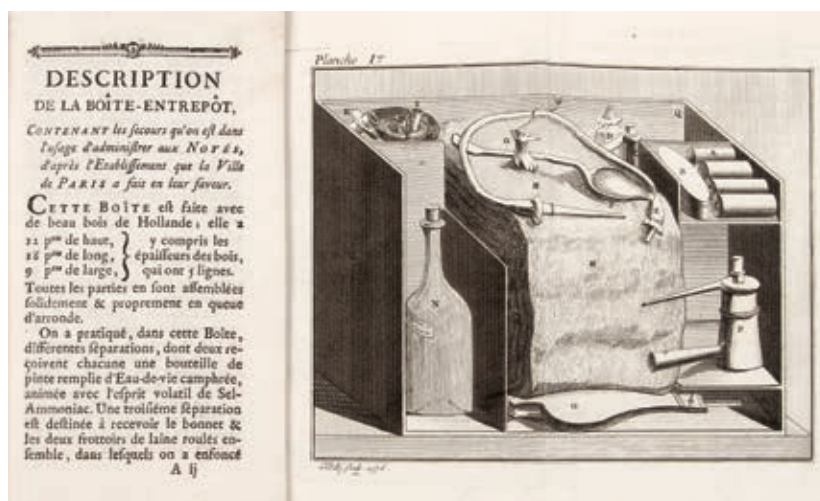 DESCRIPTION
DE LA BOÎTE-ENTREPÔT,
CONTENANT les secours qu'on est dans
l'usage d'administrer aux NOYÉS,
d'après l'Etablissement que la Ville
de PARIS a fait en leur faveur.
CETTE BOÎTE est faite avec
de beau bois de Hollande; elle a
pces de haut, y compris les
pces de long, épaisseurs des bois,
9 pces de large, qui ont 5 lignes.
Toutes les parties en sont assemblées
solidement & proprement en queue
d'aronde.
On a pratiqué, dans cette Boîte,
différentes séparations, dont deux re-
çoivent chacune une bouteille de
pinte remplie d'Eau-de-vie camphrée,
animée avec l'esprit volatil de Sel-
Ammoniac. Une troisième séparation
est destinée à recevoir le bonnet &
les deux frottoirs de laine roulés en-
semble, dans lesquels on a enfoncé
A ij
Planche
N
P